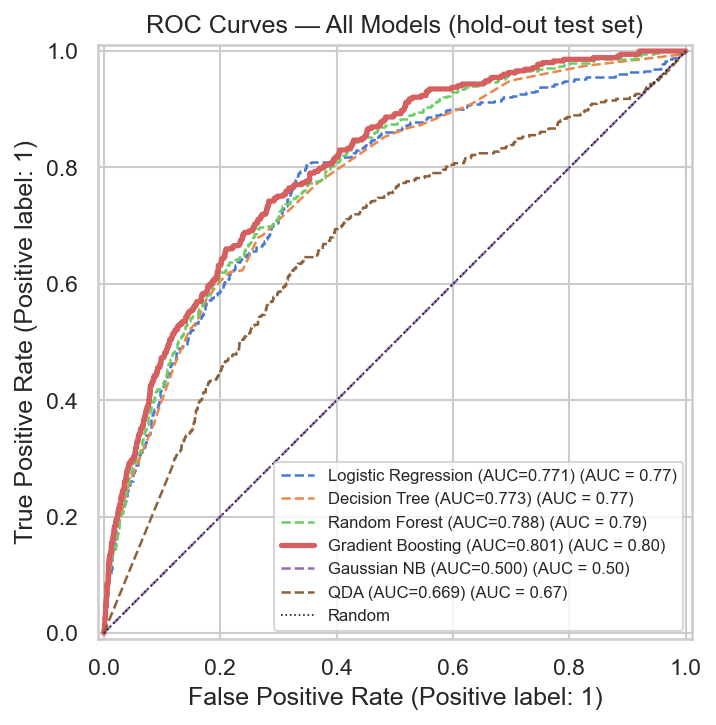 ROC Curves — All Models (hold-out test set)
True Positive Rate (Positive label: 1)
1.0
0.8
0.6
0.4
0.2
0.0
Logistic Regression (AUC=0.771) (AUC = 0.77)
Decision Tree (AUC=0.773) (AUC = 0.77)
Random Forest (AUC=0.788) (AUC = 0.79)
Gradient Boosting (AUC=0.801) (AUC = 0.80)
Gaussian NB (AUC=0.500) (AUC = 0.50)
QDA (AUC=0.669) (AUC = 0.67)
Random
0.0 0.2 0.4 0.6 0.8 1.0
False Positive Rate (Positive label: 1)